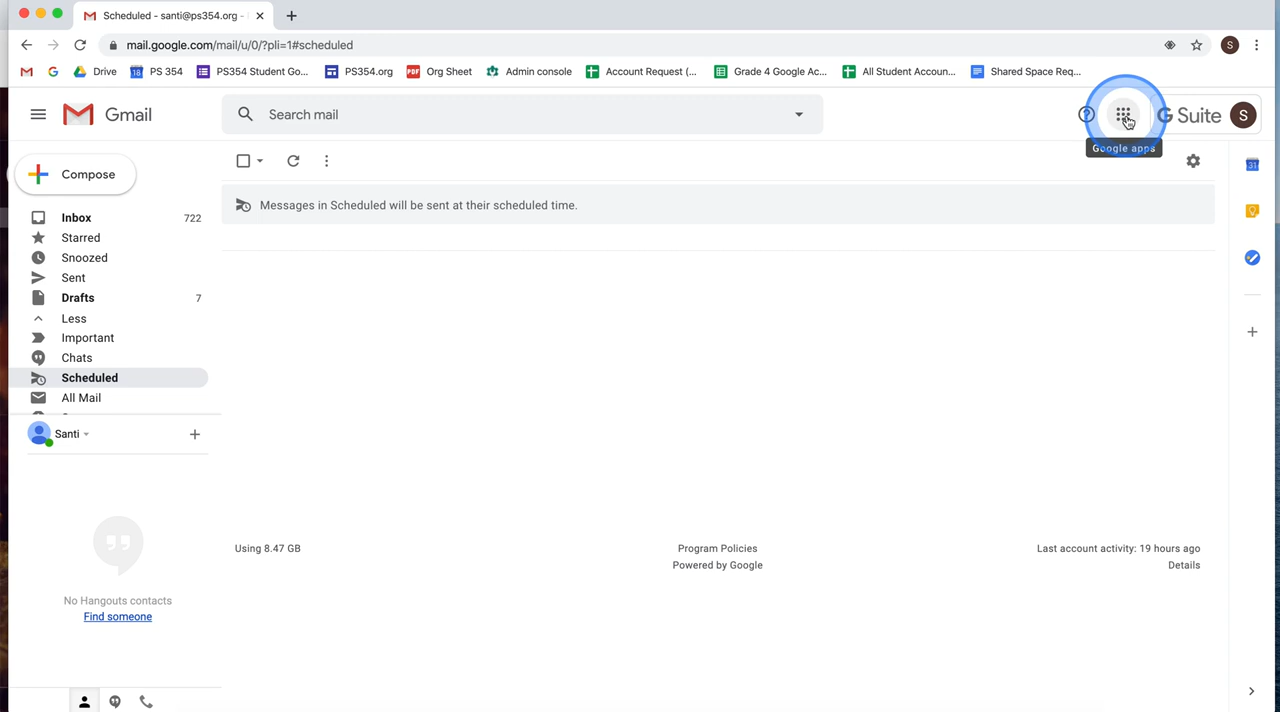 Scheduled - santi@ps354.org -
mail.google.com/mail/u/0/?pli=1#scheduled
S
Drive
18 PS 354
PS354 Student Go...
PS354.org
PDF Org Sheet
Admin console
Account Request (...
Grade 4 Google Ac...
All Student Accoun...
Shared Space Req...
Gmail
Search mail
G Suite
S
Google apps
Compose
Messages in Scheduled will be sent at their scheduled time.
31
Inbox 722
Starred
Snoozed
Sent
Drafts 7
Less
Important
Chats
Scheduled
All Mail
Santi
Using 8.47 GB
Program Policies
Powered by Google
Last account activity: 19 hours ago
Details
No Hangouts contacts
Find someone